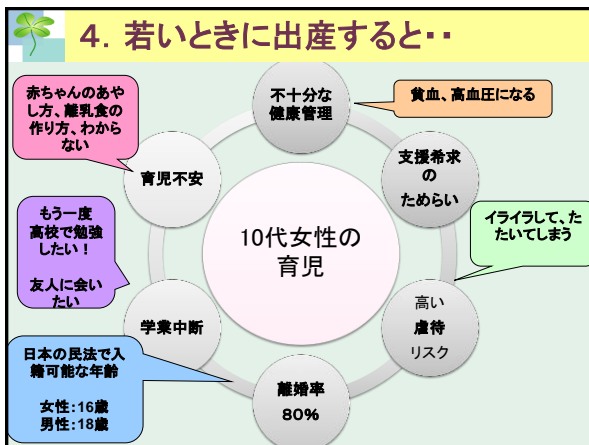 4．若いときに出産すると・・
赤ちゃんのあや
し方、離乳食の
作り方、わから
ない
不十分な
健康管理
貧血、高血圧になる
育児不安
支援希求
の
ためらい
もう一度
高校で勉強
したい！
友人に会い
たい
10代女性の
育児
イライラして、た
たいてしまう
学業中断
高い
虐待
リスク
日本の民法で入
籍可能な年齢
女性：16歳
男性：18歳
離婚率
80%